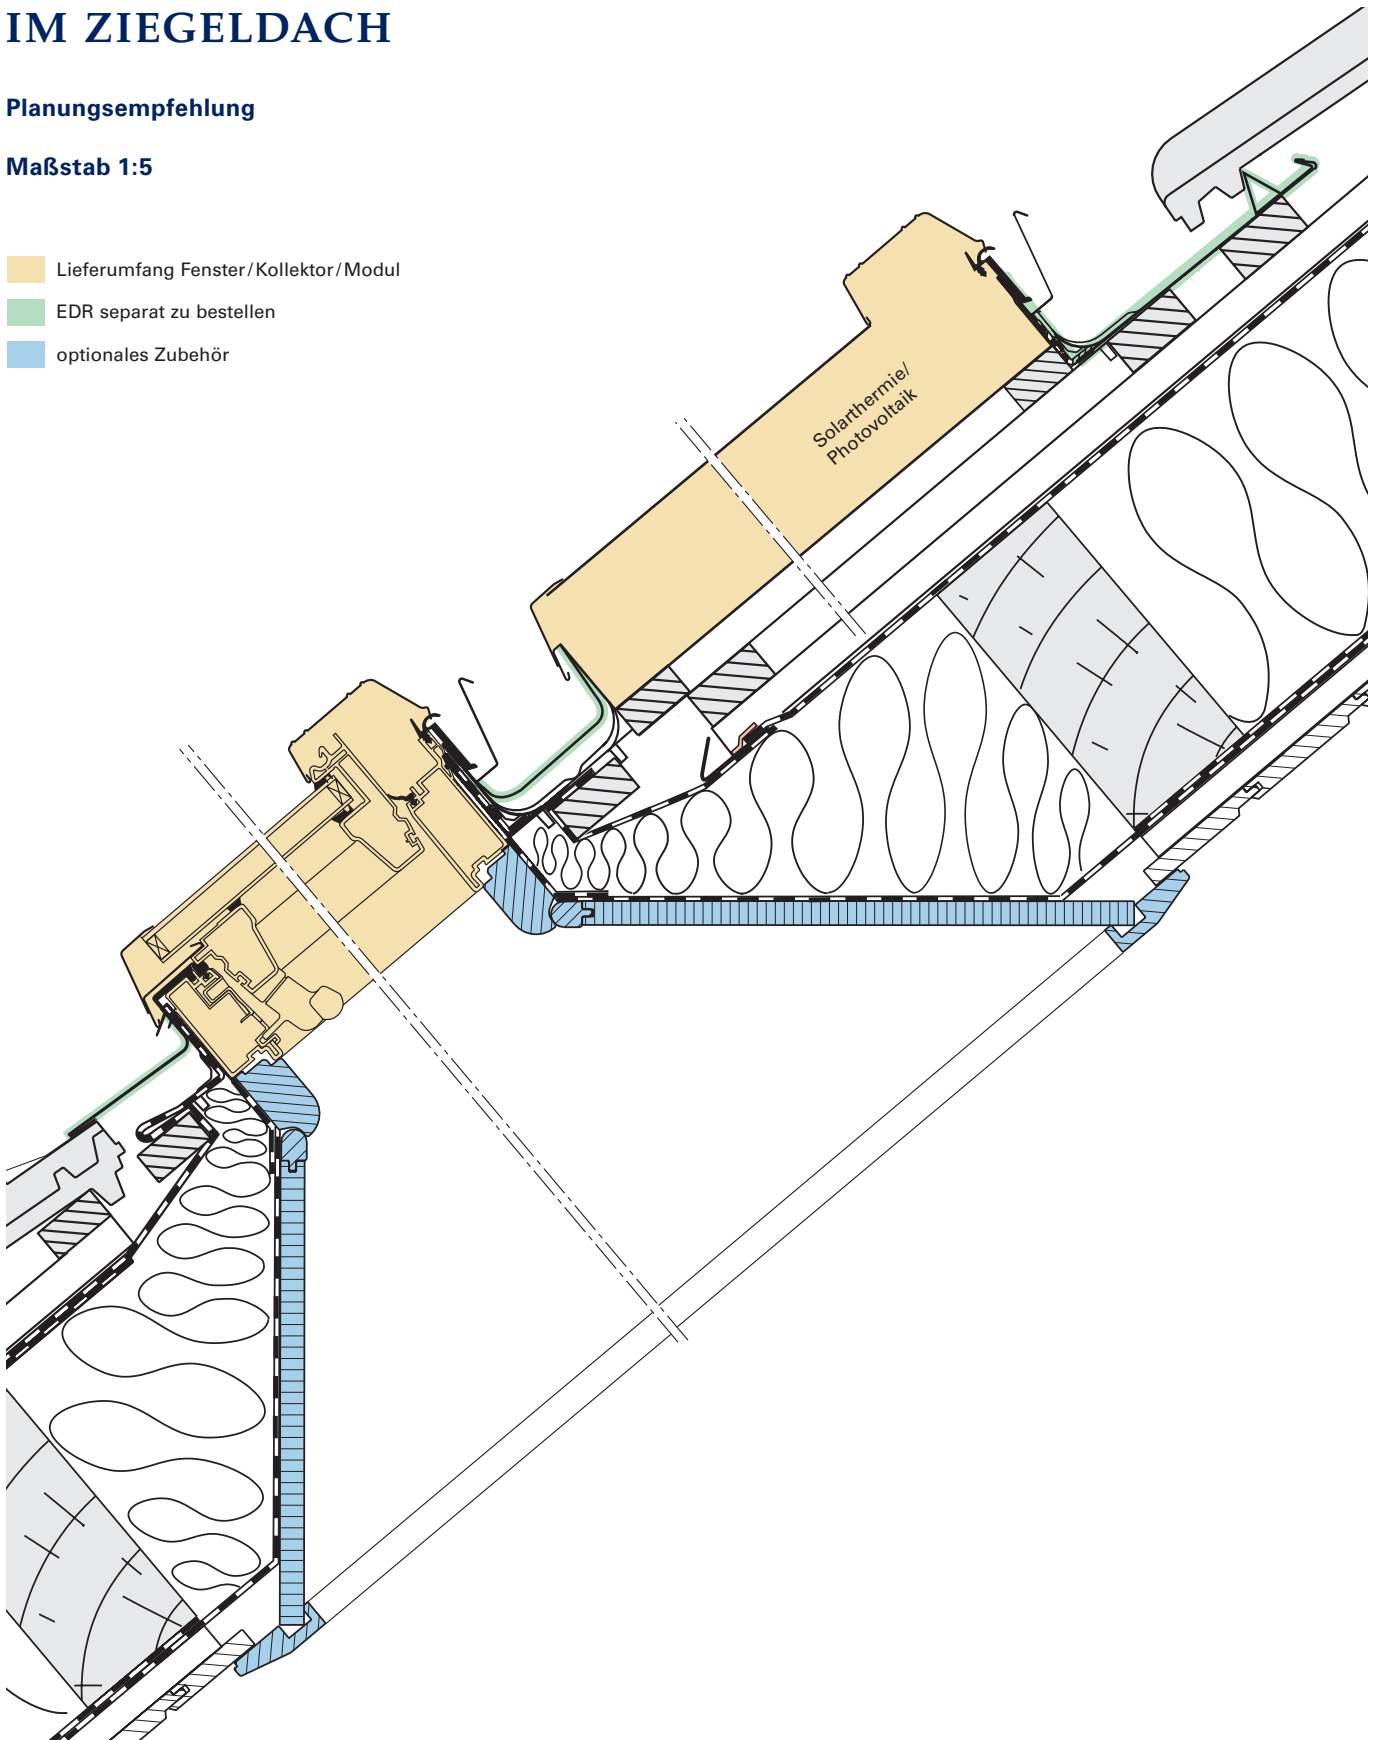 IM ZIEGELDACH
Planungsempfehlung
Maßstab 1:5
Lieferumfang Fenster/Kollektor/Modul
EDR separat zu bestellen
optionales Zubehör
Solarthermie/
Photovoltaik